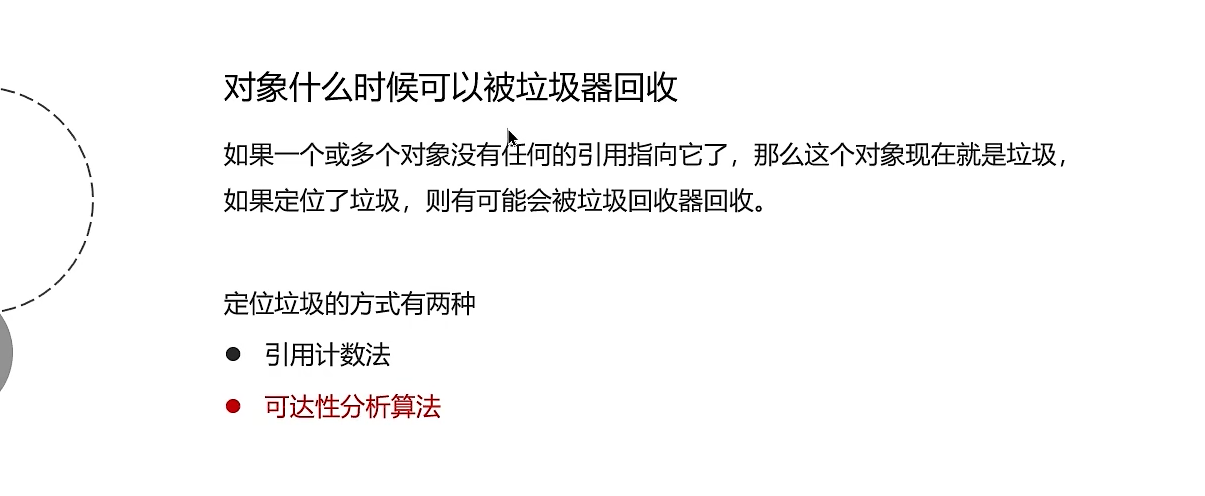 对象什么时候可以被垃圾器回收
如果一个或多个对象没有任何的引用指向它了，那么这个对象现在就是垃圾，
如果定位了垃圾，则有可能会被垃圾回收器回收。
定位垃圾的方式有两种
● 引用计数法
● 可达性分析算法